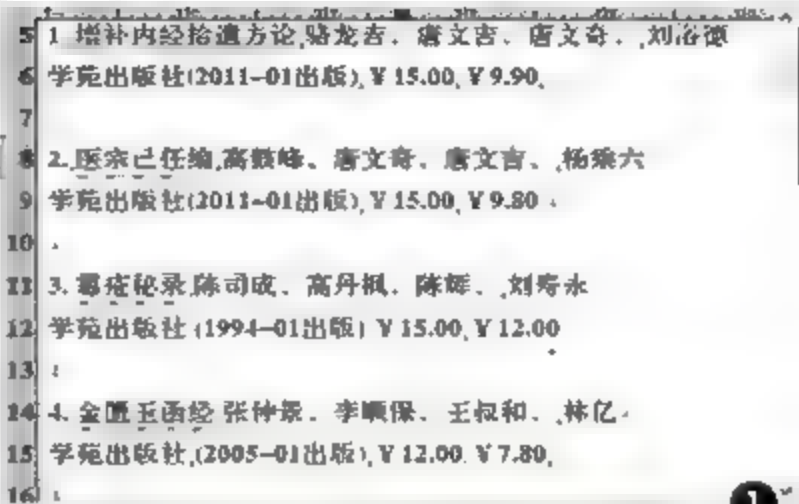 5 1 增补内经拾遗方论,骆龙吉、唐文吉、唐文奇、,刘浴德
6 学苑出版社(2011-01出版),¥15.00,¥9.90,
7
8 2.,医宗己任编,高鼓峰、唐文奇、唐文吉、,杨乘六
9 学苑出版社(2011-01出版),¥15.00,¥9.80
10
11 3.霉疮秘录,陈司成、高丹枫、陈辉、,刘寿永
12 学苑出版社(1994-01出版) ¥15.00,¥12.00
13
14 4.金匮玉函经 张仲景、李顺保、王叔和、,林亿
15 学苑出版社,(2005-01出版),¥12.00 ¥7.80,
16
1